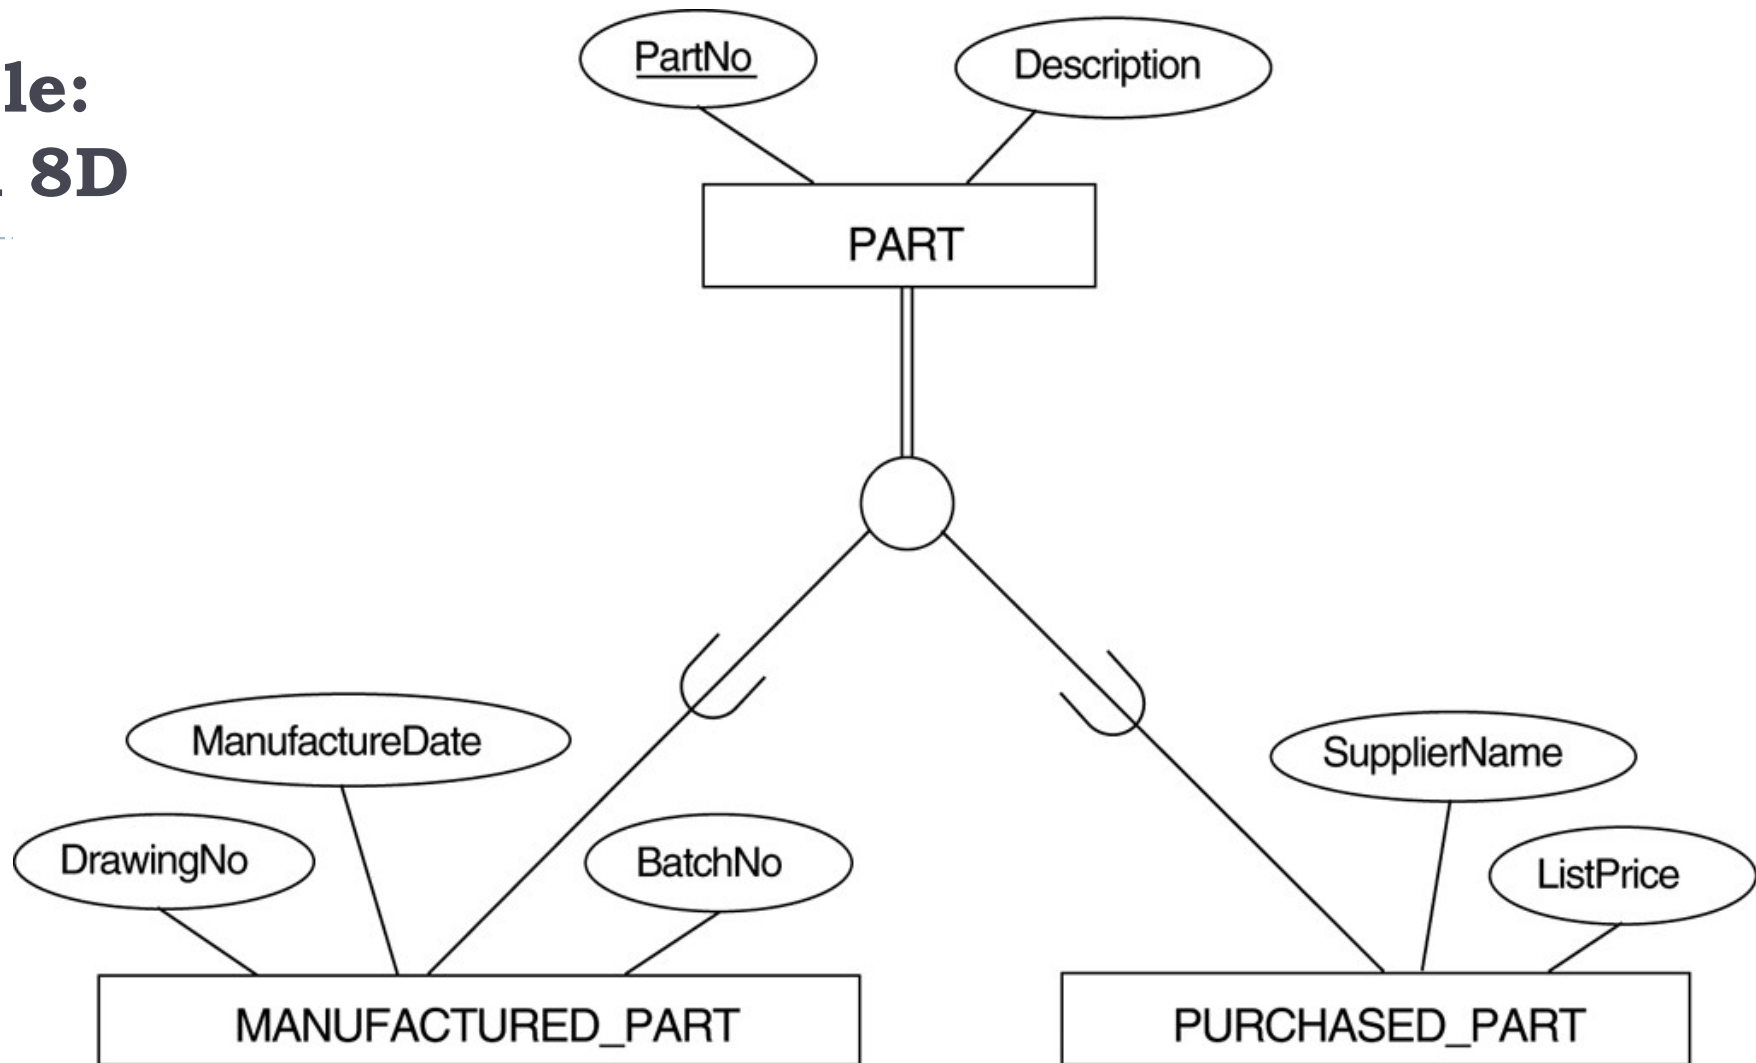 le:
8D
PartNo
Description
PART
ManufactureDate
SupplierName
DrawingNo
BatchNo
ListPrice
MANUFACTURED_PART
PURCHASED_PART